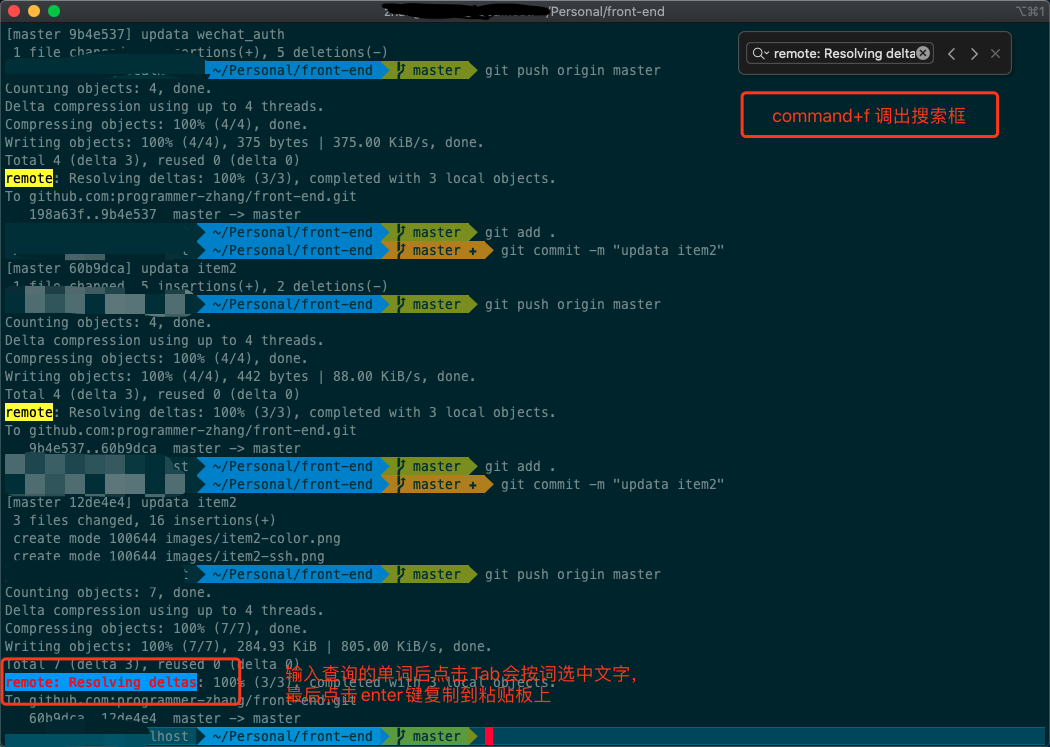 /Personal/front-end
⌥⌘1
[master 9b4e537] updata wechat_auth
1 file insertions(+), 5 deletions(-)
~/Personal/front-end master git push origin master
remote: Resolving delta
command+f 调出搜索框
Counting objects: 4, done.
Delta compression using up to 4 threads.
Compressing objects: 100% (4/4), done.
Writing objects: 100% (4/4), 375 bytes | 375.00 KiB/s, done.
Total 4 (delta 3), reused 0 (delta 0)
remote: Resolving deltas: 100% (3/3), completed with 3 local objects.
To github.com:programmer-zhang/front-end.git
198a63f..9b4e537 master -> master
~/Personal/front-end master git add .
~/Personal/front-end master + git commit -m "updata item2"
[master 60b9dca] updata item2
1 file changed, 5 insertions(+), 2 deletions(-)
~/Personal/front-end master git push origin master
Counting objects: 4, done.
Delta compression using up to 4 threads.
Compressing objects: 100% (4/4), done.
Writing objects: 100% (4/4), 442 bytes | 88.00 KiB/s, done.
Total 4 (delta 3), reused 0 (delta 0)
remote: Resolving deltas: 100% (3/3), completed with 3 local objects.
To github.com:programmer-zhang/front-end.git
9b4e537..60b9dca master -> master
st ~/Personal/front-end master git add .
~/Personal/front-end master + git commit -m "updata item2"
[master 12de4e4] updata item2
3 files changed, 16 insertions(+)
create mode 100644 images/item2-color.png
create mode 100644 images/item2-ssh.png
~/Personal/front-end master git push origin master
Counting objects: 7, done.
Delta compression using up to 4 threads.
Compressing objects: 100% (7/7), done.
Writing objects: 100% (7/7), 284.93 KiB | 805.00 KiB/s, done.
Total 7 (delta 3), reused 0 (delta 0)
输入查询的单词后点击Tab会按词选中文字，
remote: Resolving deltas: 100% (3/3), completed with 3 local objects.
最后点击enter键复制到粘贴板上
To github.com:programmer-zhang/front-end.git
60b9dca..12de4e4 master -> master
lhost ~/Personal/front-end master